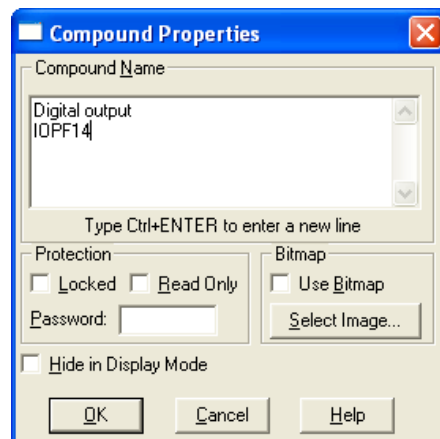 Compound Properties
Compound Name
Digital output
IOPF14
Type Ctrl+ENTER to enter a new line
Protection
Locked
Read Only
Password:
Bitmap
Use Bitmap
Select Image...
Hide in Display Mode
OK
Cancel
Help